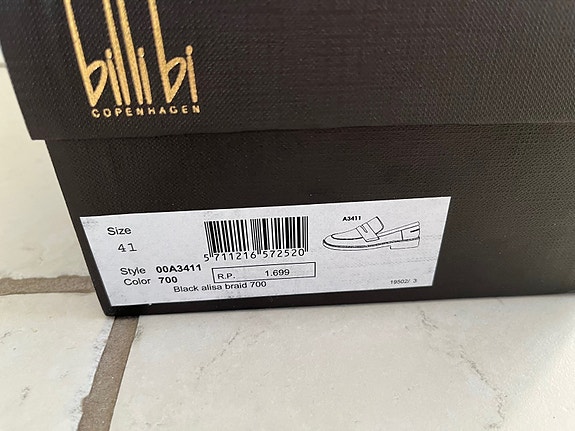 billi bi
COPENHAGEN
Size
41
5 711216 572520
A3411
Style 00A3411
Color 700
R.P. 1.699
Black alisa braid 700
19502/ 3